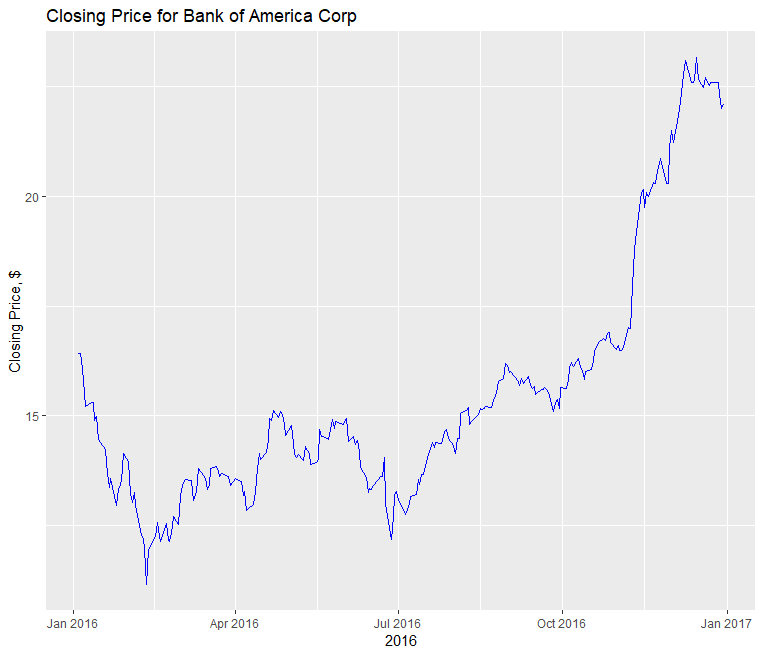 Closing Price for Bank of America Corp
Closing Price, $
20
15
Jan 2016
Apr 2016
Jul 2016
Oct 2016
Jan 2017
2016